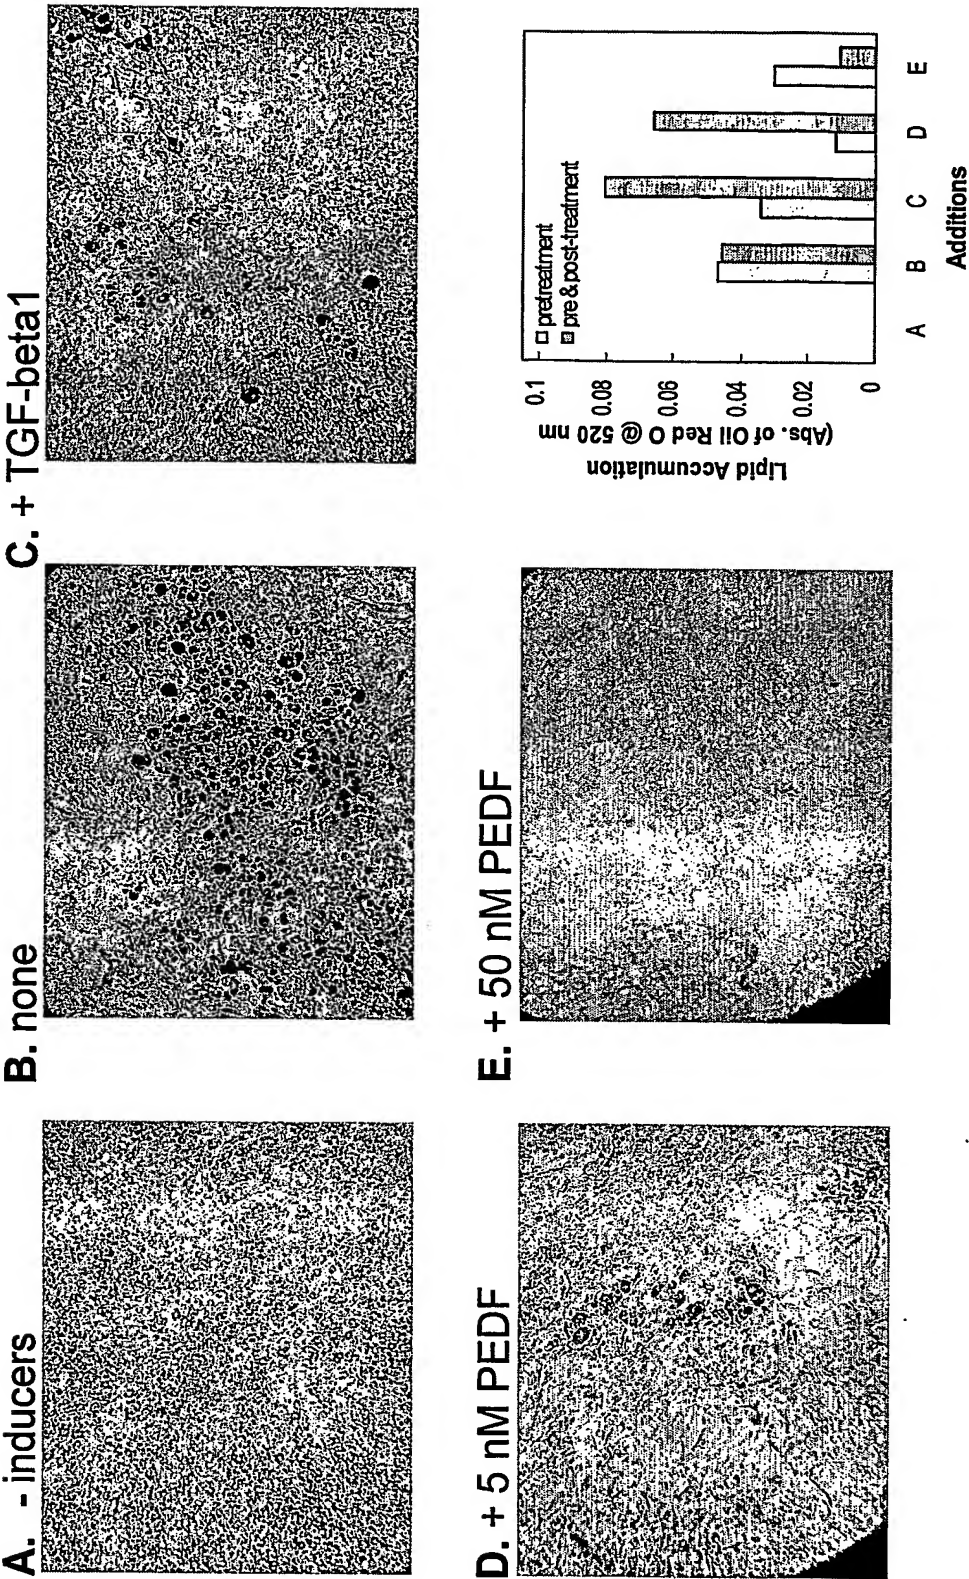 A. - inducers
B. none
C. + TGF-beta1
D. + 5 nM PEDF
E. + 50 nM PEDF
pretreatment
pre & post-treatment
Lipid Accumulation
(Abs. of Oil Red O @ 520 nm
0.1
0.08
0.06
0.04
0.02
0
A B C D E
Additions